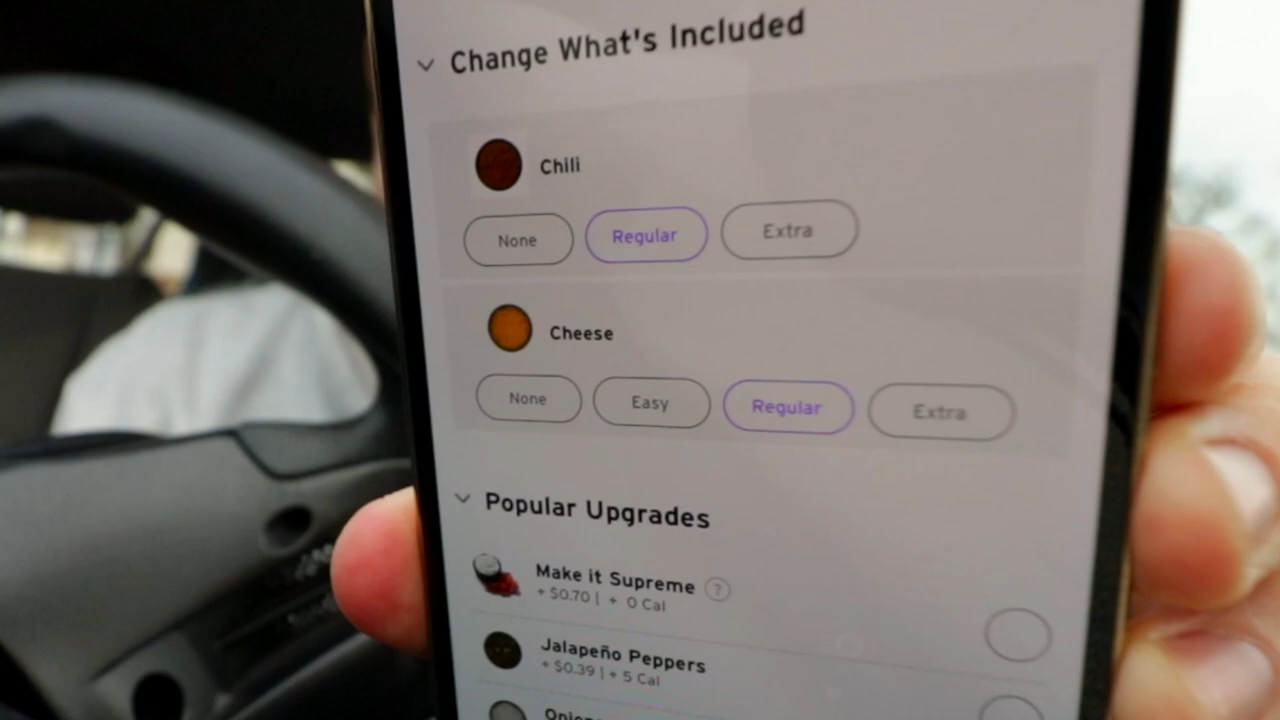 Change What's Included
Chili
None Regular Extra
Cheese
None Easy Regular Extra
Popular Upgrades
Make it Supreme ?
+ $0.70 | + 0 Cal
Jalapeño Peppers
+ $0.39 | + 5 Cal